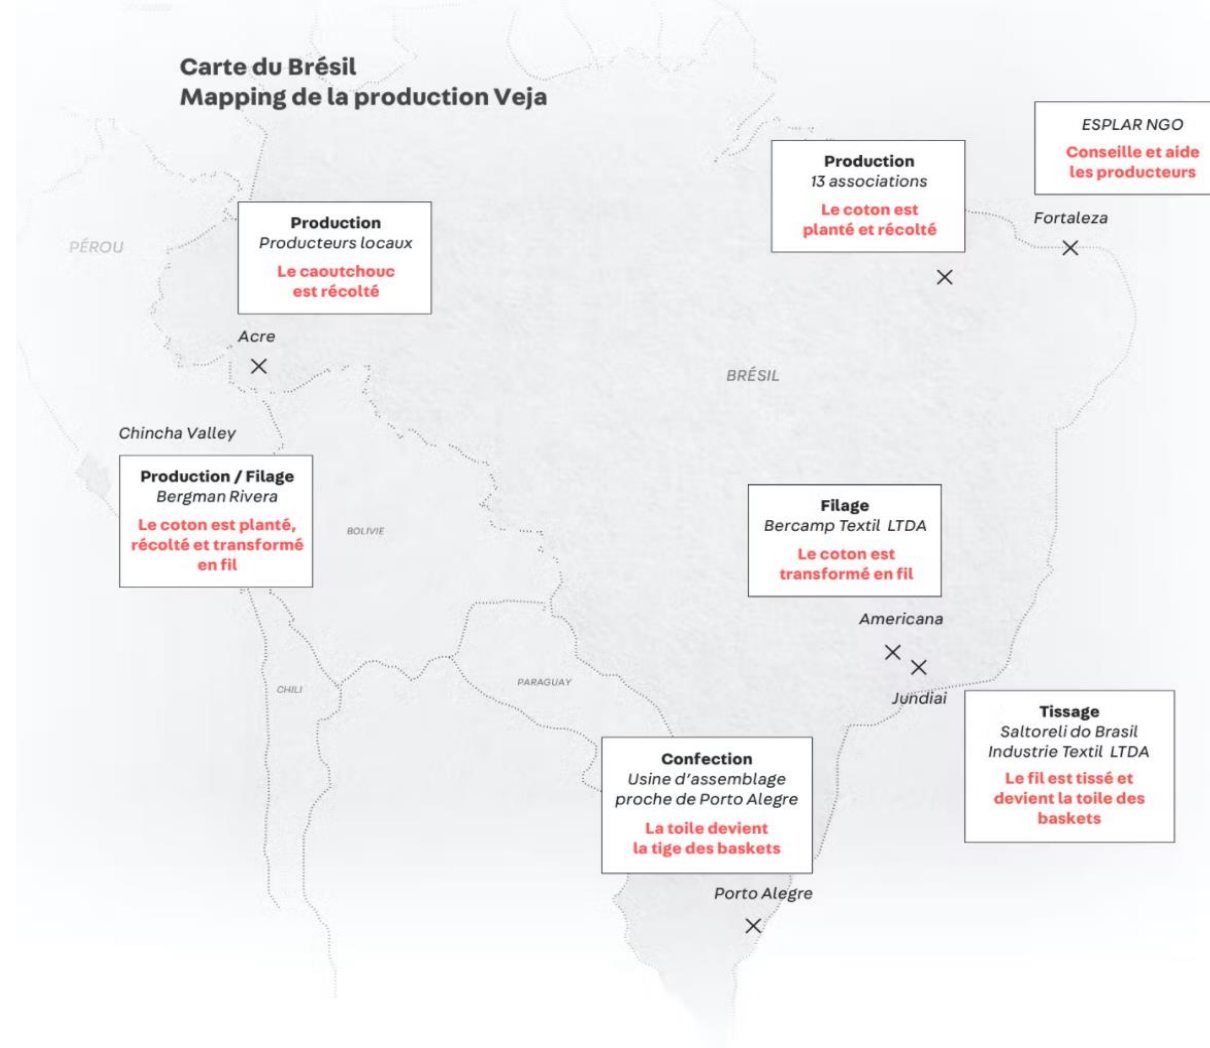 Carte du Brésil
Mapping de la production Veja
ESPLAR NGO
Conseille et aide
les producteurs
Fortaleza
Production
13 associations
Le coton est
planté et récolté
Production
Producteurs locaux
Le caoutchouc
est récolté
PÉROU
Acre
BRÉSIL
Chincha Valley
Production / Filage
Bergman Rivera
Le coton est planté,
récolté et transformé
en fil
BOLIVIE
Filage
Bercamp Textil LTDA
Le coton est
transformé en fil
Americana
Jundiai
CHILI
PARAGUAY
Tissage
Saltoreli do Brasil
Industrie Textil LTDA
Le fil est tissé et
devient la toile des
baskets
Confection
Usine d'assemblage
proche de Porto Alegre
La toile devient
la tige des baskets
Porto Alegre